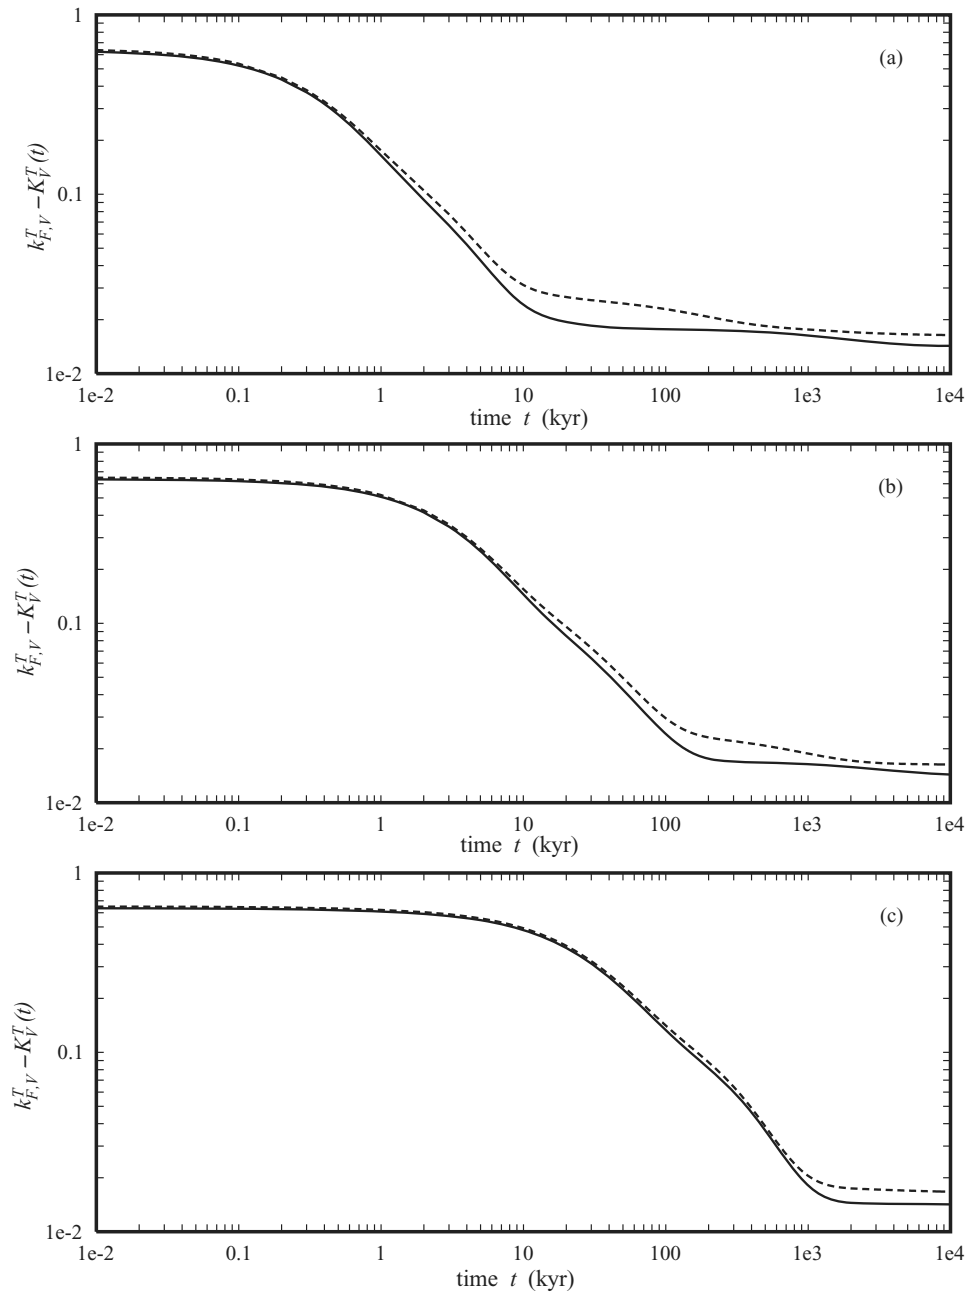 1
(a)
0.1
k^T_{F,V} – K^T_V(t)
1e-2
1e-2 0.1 1 10 100 1e3 1e4
time t (kyr)
1
(b)
0.1
k^T_{F,V} – K^T_V(t)
1e-2
1e-2 0.1 1 10 100 1e3 1e4
time t (kyr)
1
(c)
0.1
k^T_{F,V} – K^T_V(t)
1e-2
1e-2 0.1 1 10 100 1e3 1e4
time t (kyr)